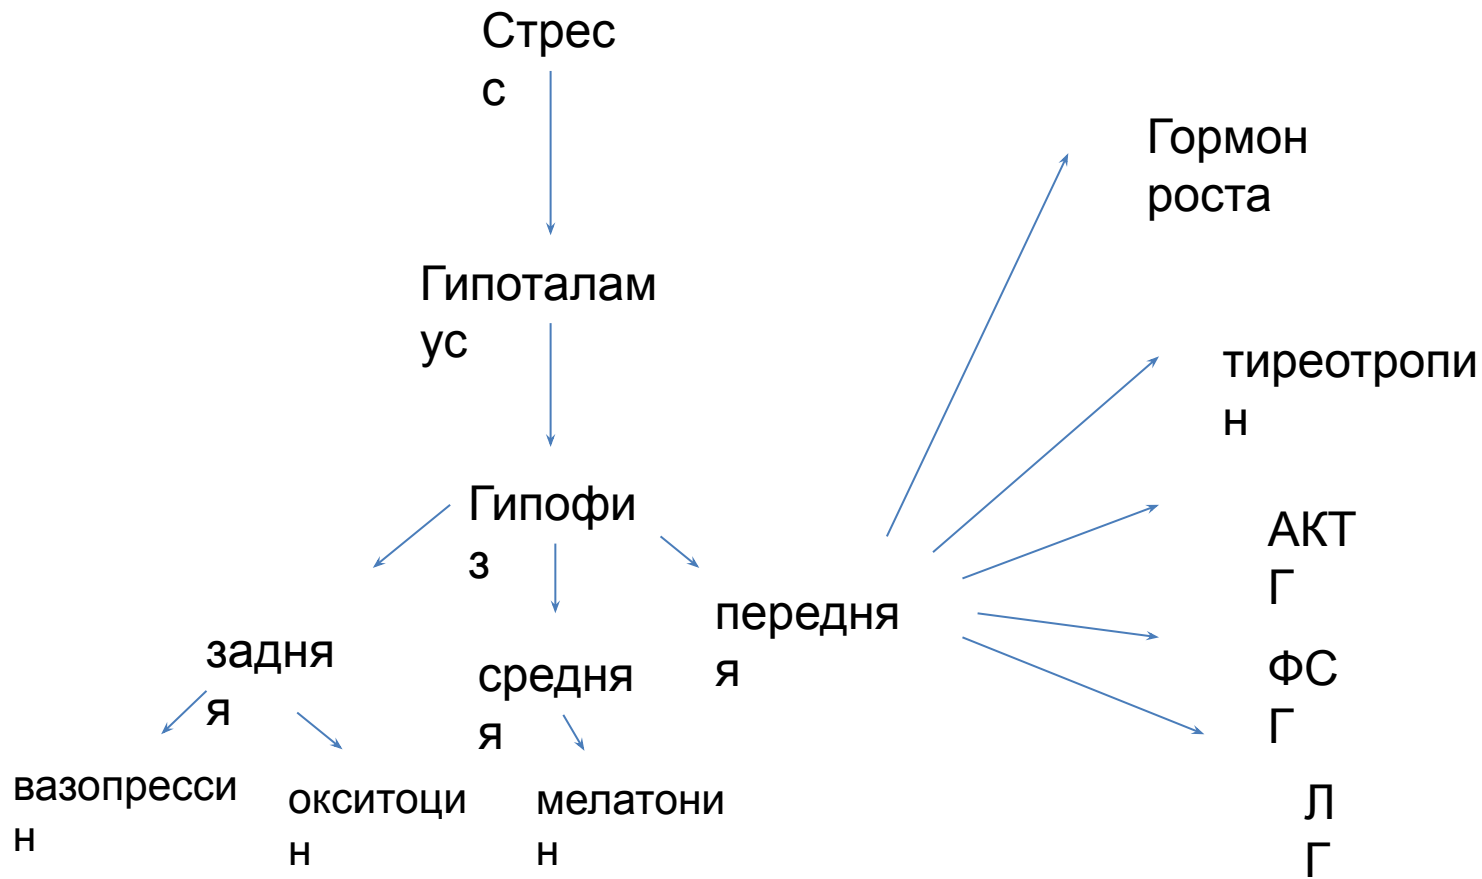 Стрес
с
Гормон
роста
Гипоталам
ус
тиреотропи
н
Гипофи
з
АКТ
Г
передня
я
задня
я
средня
я
ФС
Г
вазопресси
н
окситоци
н
мелатони
н
Л
Г